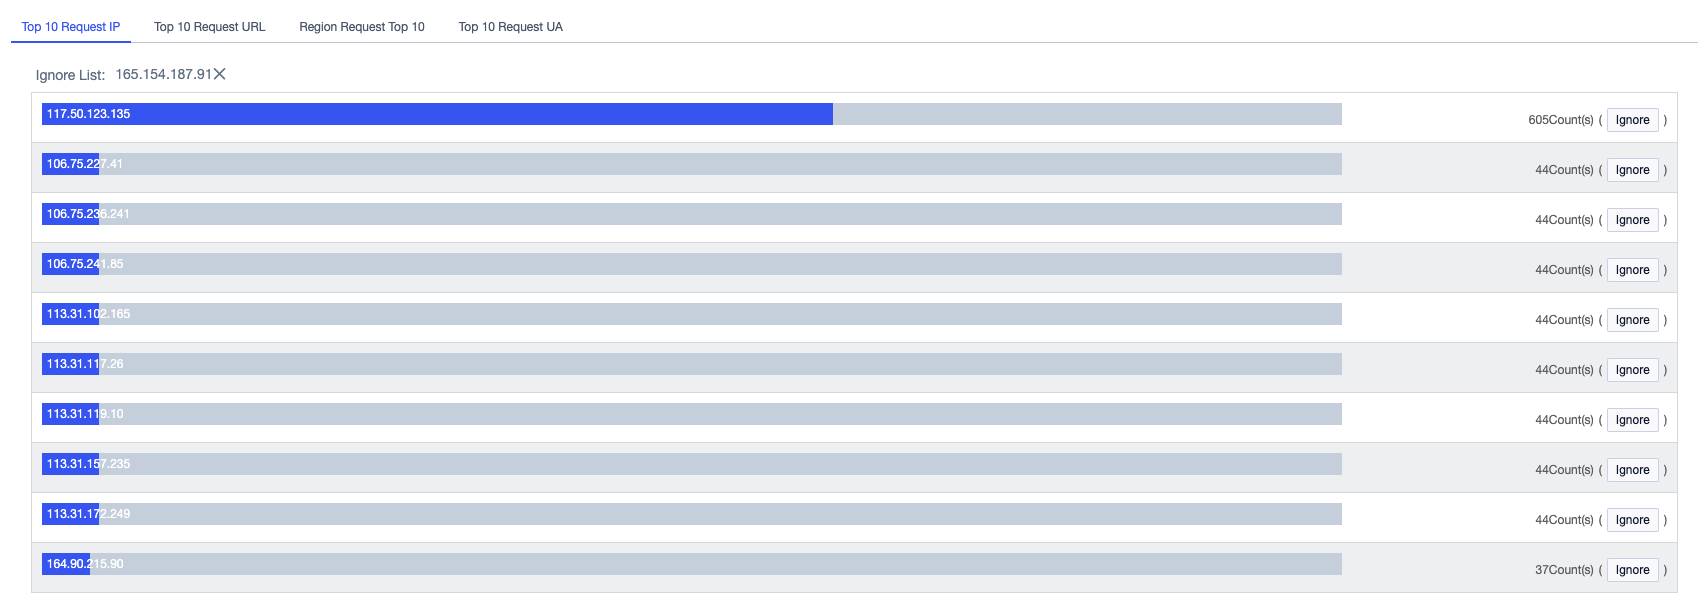 Top 10 Request IP Top 10 Request URL Region Request Top 10 Top 10 Request UA
Ignore List: 165.154.187.91
117.50.123.135 605Count(s) ( Ignore )
106.75.227.41 44Count(s) ( Ignore )
106.75.236.241 44Count(s) ( Ignore )
106.75.241.85 44Count(s) ( Ignore )
113.31.102.165 44Count(s) ( Ignore )
113.31.117.26 44Count(s) ( Ignore )
113.31.119.10 44Count(s) ( Ignore )
113.31.157.235 44Count(s) ( Ignore )
113.31.172.249 44Count(s) ( Ignore )
164.90.215.90 37Count(s) ( Ignore )